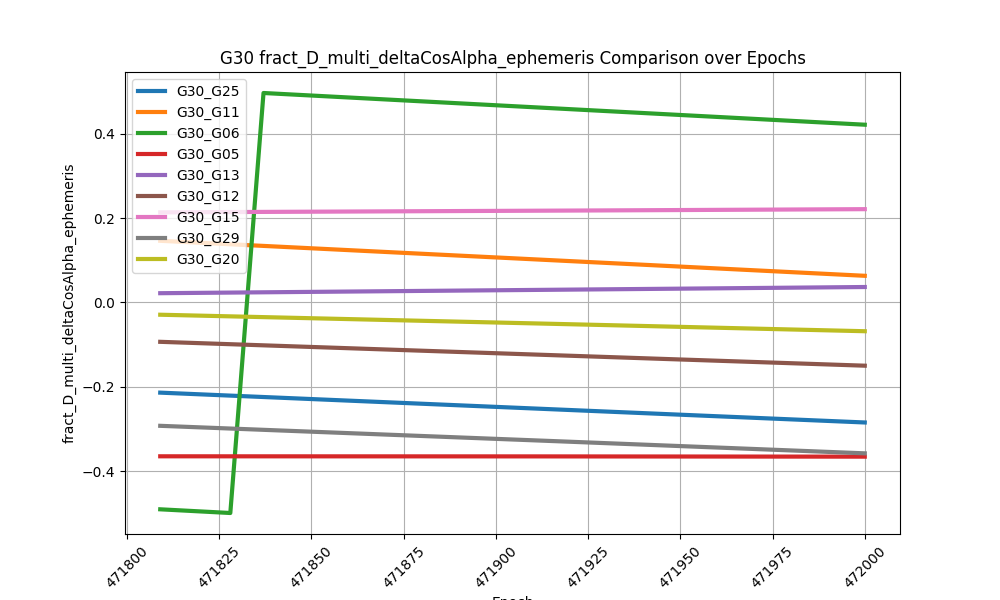 G30 fract_D_multi_deltaCosAlpha_ephemeris Comparison over Epochs
fract_D_multi_deltaCosAlpha_ephemeris
0.4
0.2
0.0
−0.2
−0.4
G30_G25
G30_G11
G30_G06
G30_G05
G30_G13
G30_G12
G30_G15
G30_G29
G30_G20
471800
471825
471850
471875
471900
471925
471950
471975
472000
Epoch